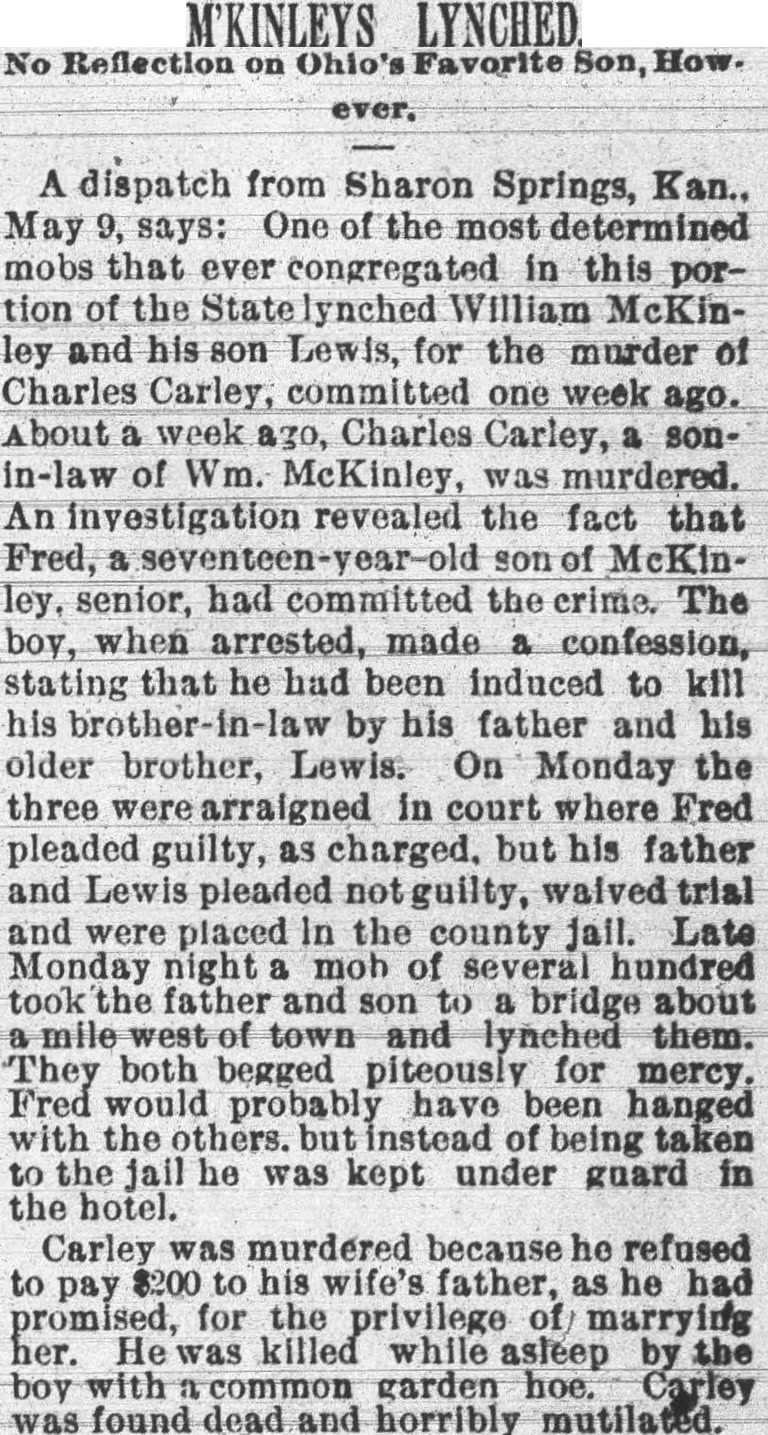 M'KINLEYS LYNCHED.
No Reflection on Ohio's Favorite Son, How-
ever.
A dispatch from Sharon Springs, Kan.,
May 9, says: One of the most determined
mobs that ever congregated in this por-
tion of the State lynched William McKin-
ley and his son Lewis, for the murder of
Charles Carley, committed one week ago.
About a week ago, Charles Carley, a son-
in-law of Wm. McKinley, was murdered.
An investigation revealed the fact that
Fred, a seventeen-year-old son of McKin-
ley, senior, had committed the crime. The
boy, when arrested, made a confession,
stating that he had been induced to kill
his brother-in-law by his father and his
older brother, Lewis. On Monday the
three were arraigned in court where Fred
pleaded guilty, as charged, but his father
and Lewis pleaded not guilty, waived trial
and were placed in the county jail. Late
Monday night a mob of several hundred
took the father and son to a bridge about
a mile west of town and lynched them.
They both begged piteously for mercy.
Fred would probably have been hanged
with the others, but instead of being taken
to the jail he was kept under guard in
the hotel.
Carley was murdered because he refused
to pay $200 to his wife's father, as he had
promised, for the privilege of marrying
her. He was killed while asleep by the
boy with a common garden hoe. Carley
was found dead and horribly mutilated.